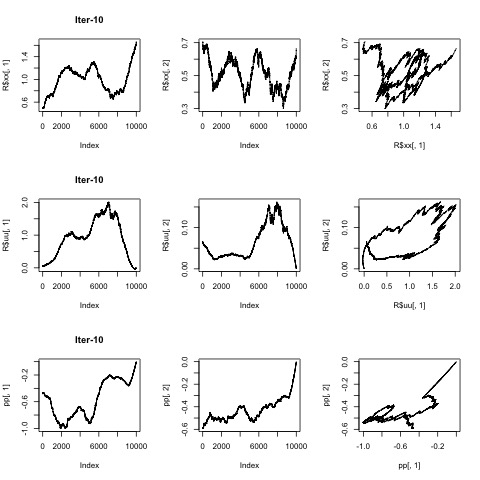 Iter-10
R$xx[, 1]
0.6 1.0 1.4
0 2000 6000 10000
Index
R$xx[, 2]
0.3 0.5 0.7
0 2000 6000 10000
Index
R$xx[, 2]
0.3 0.5 0.7
0.6 1.0 1.4
R$xx[, 1]
Iter-10
R$uu[, 1]
0.0 1.0 2.0
0 2000 6000 10000
Index
R$uu[, 2]
0.00 0.10
0 2000 6000 10000
Index
R$uu[, 2]
0.00 0.10
0.0 0.5 1.0 1.5 2.0
R$uu[, 1]
Iter-10
pp[, 1]
-1.0 -0.6 -0.2
0 2000 6000 10000
Index
pp[, 2]
-0.6 -0.4 -0.2 0.0
0 2000 6000 10000
Index
pp[, 2]
-0.6 -0.4 -0.2 0.0
-1.0 -0.6 -0.2
pp[, 1]